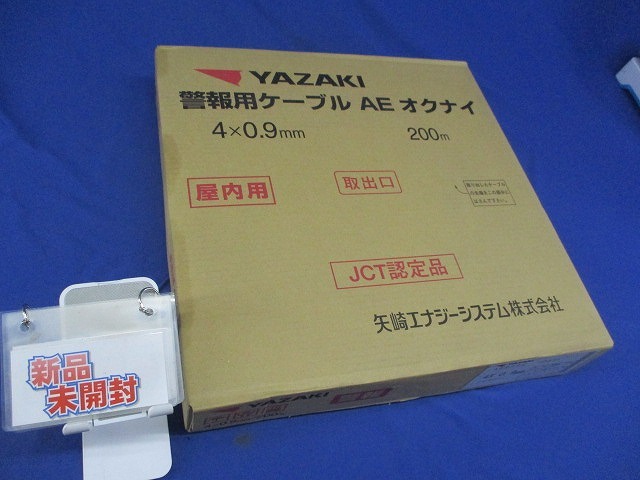 YAZAKI
警報用ケーブル AE オクナイ
4×0.9mm 200m
屋内用
取出口
JCT認定品
矢崎エナジーシステム株式会社
新品
未開封